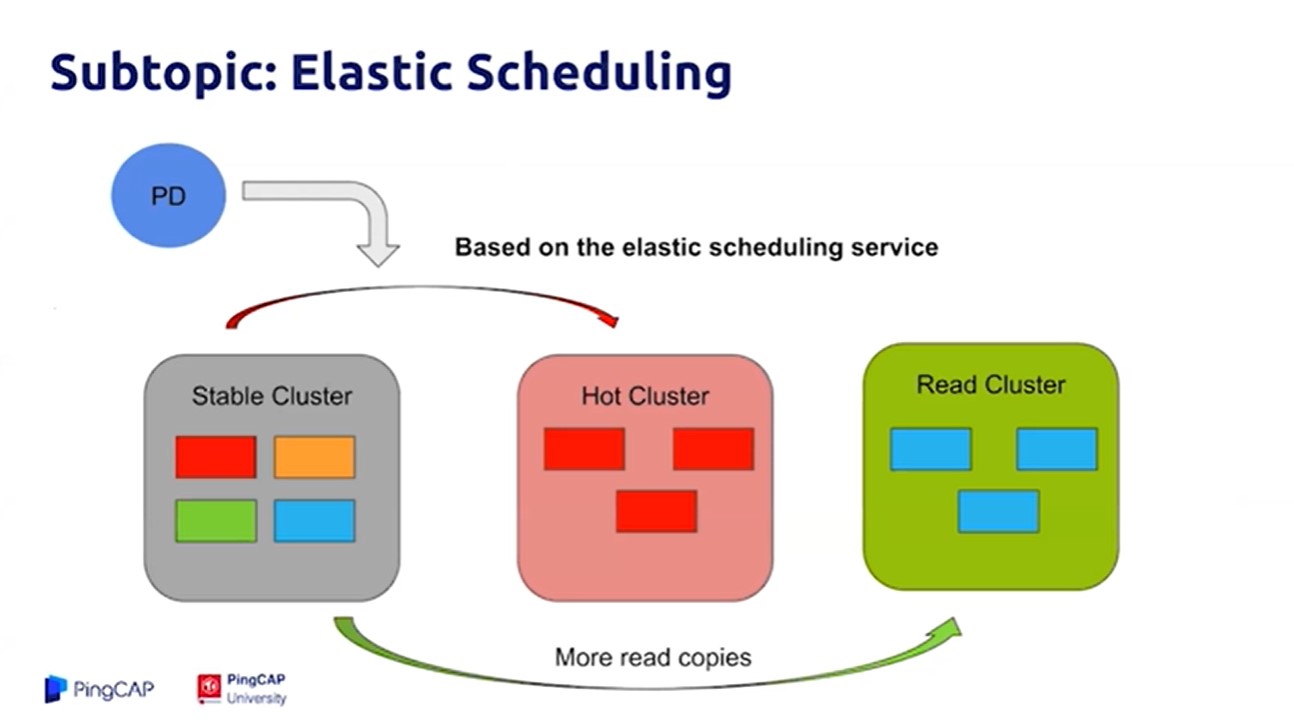 Subtopic: Elastic Scheduling
PD
Based on the elastic scheduling service
Stable Cluster
Hot Cluster
Read Cluster
More read copies
PingCAP
PingCAP
University